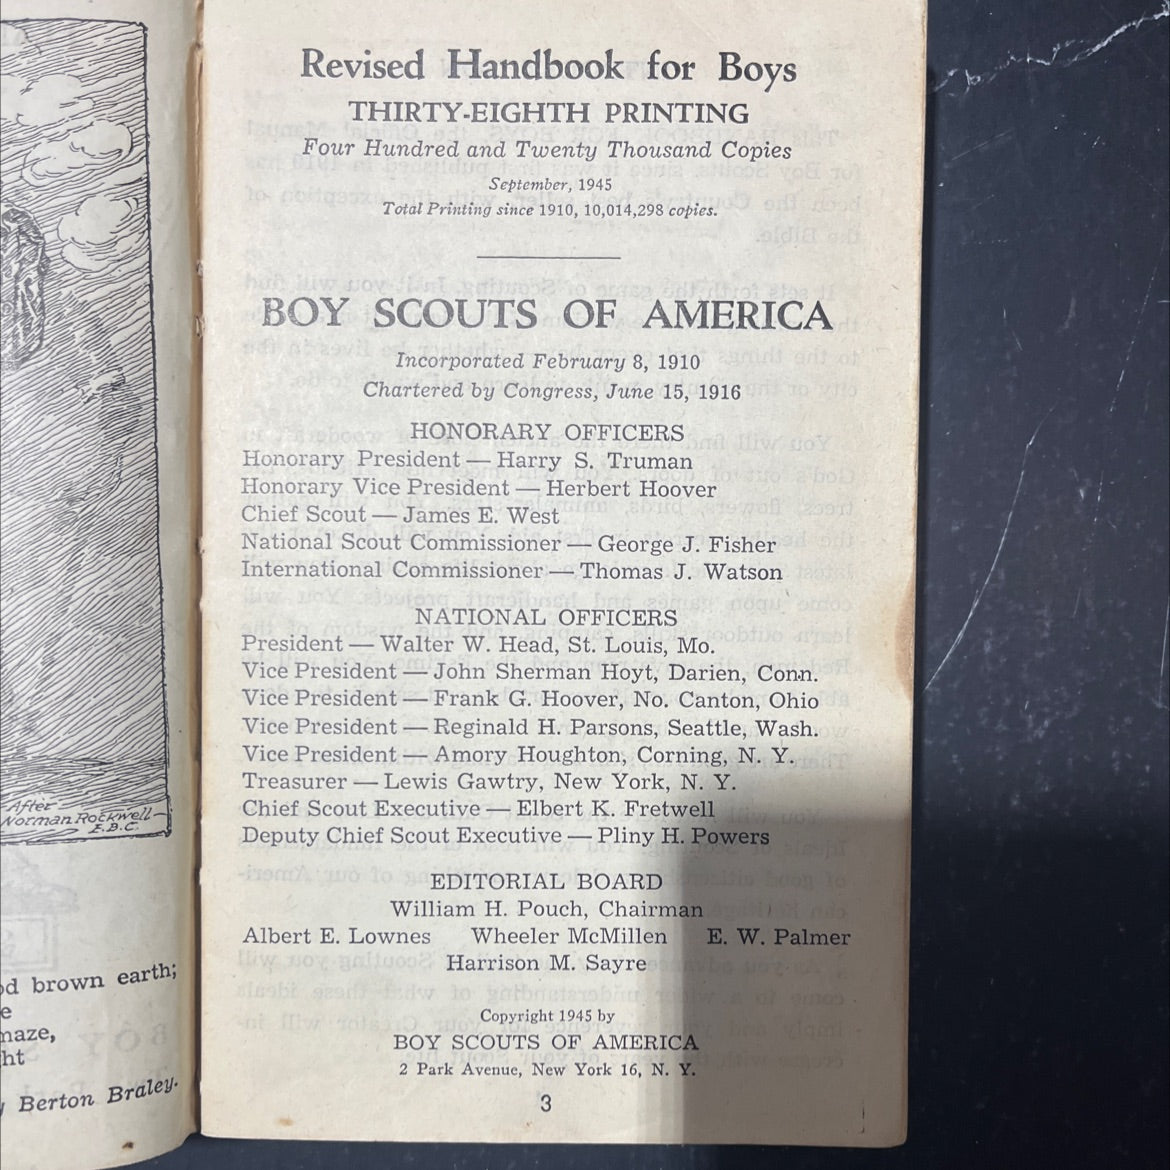 After
Norman Rockwell
E.B.C.
brown earth;
Berton Braley.
Revised Handbook for Boys
THIRTY-EIGHTH PRINTING
Four Hundred and Twenty Thousand Copies
September, 1945
Total Printing since 1910, 10,014,298 copies.
BOY SCOUTS OF AMERICA
Incorporated February 8, 1910
Chartered by Congress, June 15, 1916
HONORARY OFFICERS
Honorary President — Harry S. Truman
Honorary Vice President — Herbert Hoover
Chief Scout — James E. West
National Scout Commissioner — George J. Fisher
International Commissioner — Thomas J. Watson
NATIONAL OFFICERS
President — Walter W. Head, St. Louis, Mo.
Vice President — John Sherman Hoyt, Darien, Conn.
Vice President — Frank G. Hoover, No. Canton, Ohio
Vice President — Reginald H. Parsons, Seattle, Wash.
Vice President — Amory Houghton, Corning, N. Y.
Treasurer — Lewis Gawtry, New York, N. Y.
Chief Scout Executive — Elbert K. Fretwell
Deputy Chief Scout Executive — Pliny H. Powers
EDITORIAL BOARD
William H. Pouch, Chairman
Albert E. Lownes Wheeler McMillen E. W. Palmer
Harrison M. Sayre
Copyright 1945 by
BOY SCOUTS OF AMERICA
2 Park Avenue, New York 16, N. Y.
3